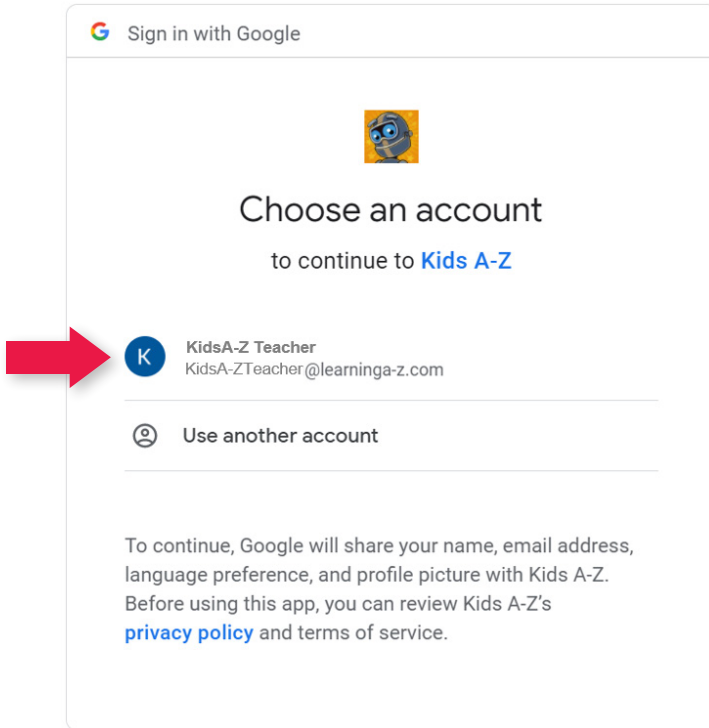 Sign in with Google
Choose an account
to continue to Kids A-Z
K
KidsA-Z Teacher
KidsA-ZTeacher@learninga-z.com
Use another account
To continue, Google will share your name, email address,
language preference, and profile picture with Kids A-Z.
Before using this app, you can review Kids A-Z's
privacy policy and terms of service.